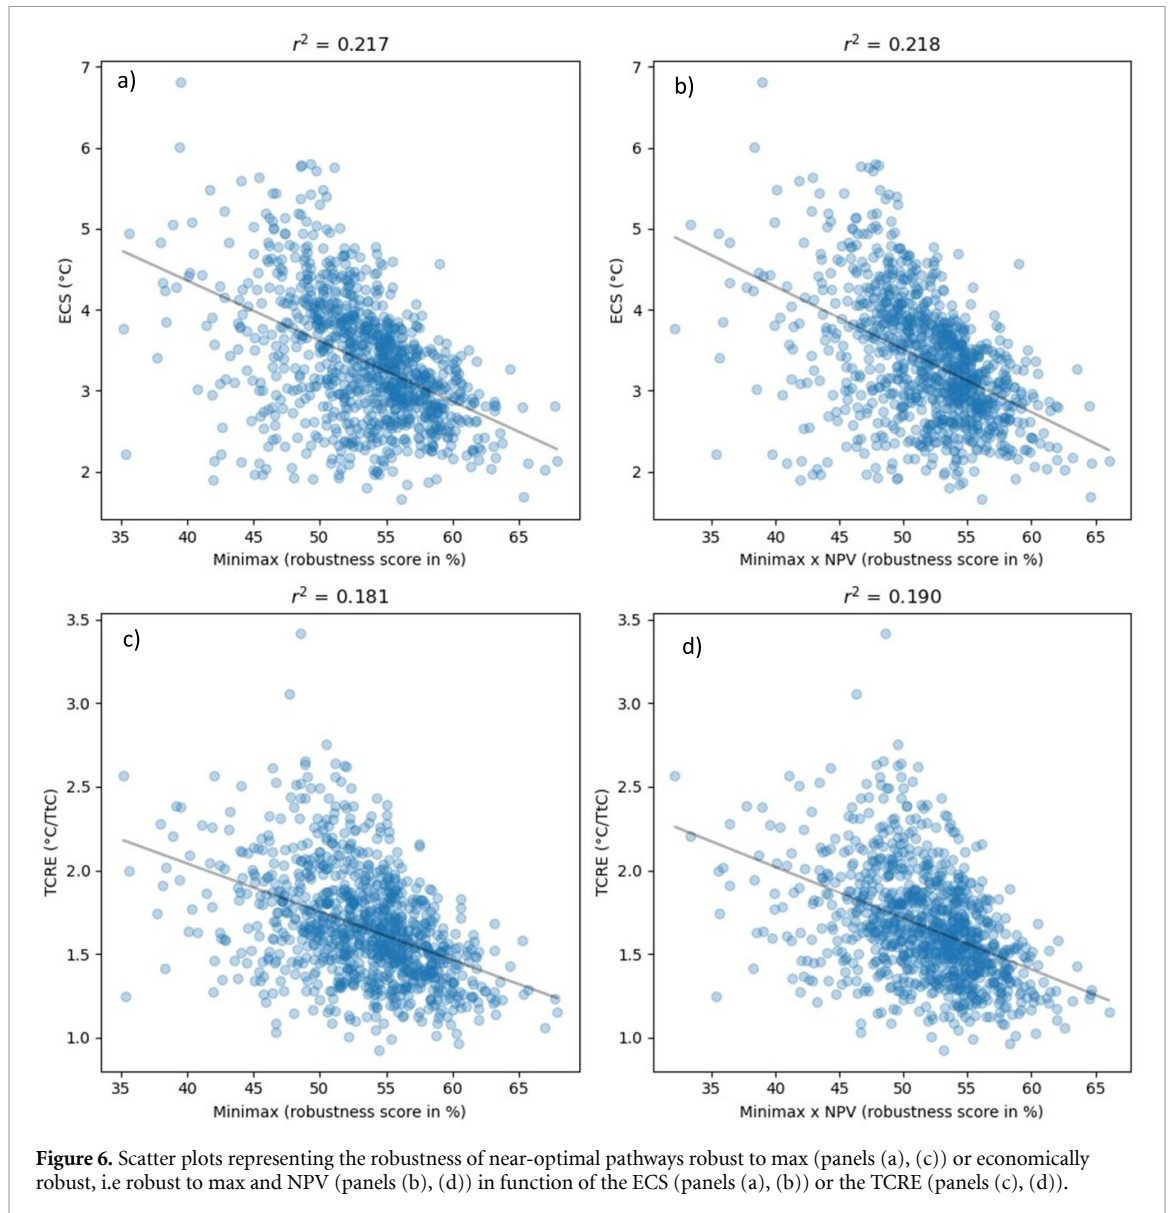 r² = 0.217
a)
7
6
5
4
3
2
ECS (°C)
35 40 45 50 55 60 65
Minimax (robustness score in %)
r² = 0.218
b)
7
6
5
4
3
2
ECS (°C)
35 40 45 50 55 60 65
Minimax x NPV (robustness score in %)
r² = 0.181
c)
3.5
3.0
2.5
2.0
1.5
1.0
TCRE (°C/TtC)
35 40 45 50 55 60 65
Minimax (robustness score in %)
r² = 0.190
d)
3.5
3.0
2.5
2.0
1.5
1.0
TCRE (°C/TtC)
35 40 45 50 55 60 65
Minimax x NPV (robustness score in %)
Figure 6. Scatter plots representing the robustness of near-optimal pathways robust to max (panels (a), (c)) or economically
robust, i.e robust to max and NPV (panels (b), (d)) in function of the ECS (panels (a), (b)) or the TCRE (panels (c), (d)).